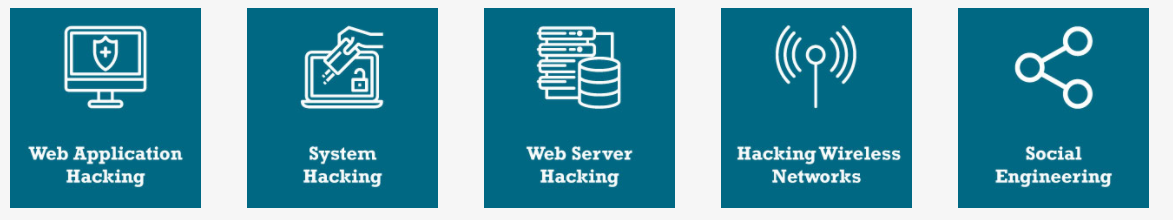 Web Application
Hacking
System
Hacking
Web Server
Hacking
Hacking Wireless
Networks
Social
Engineering